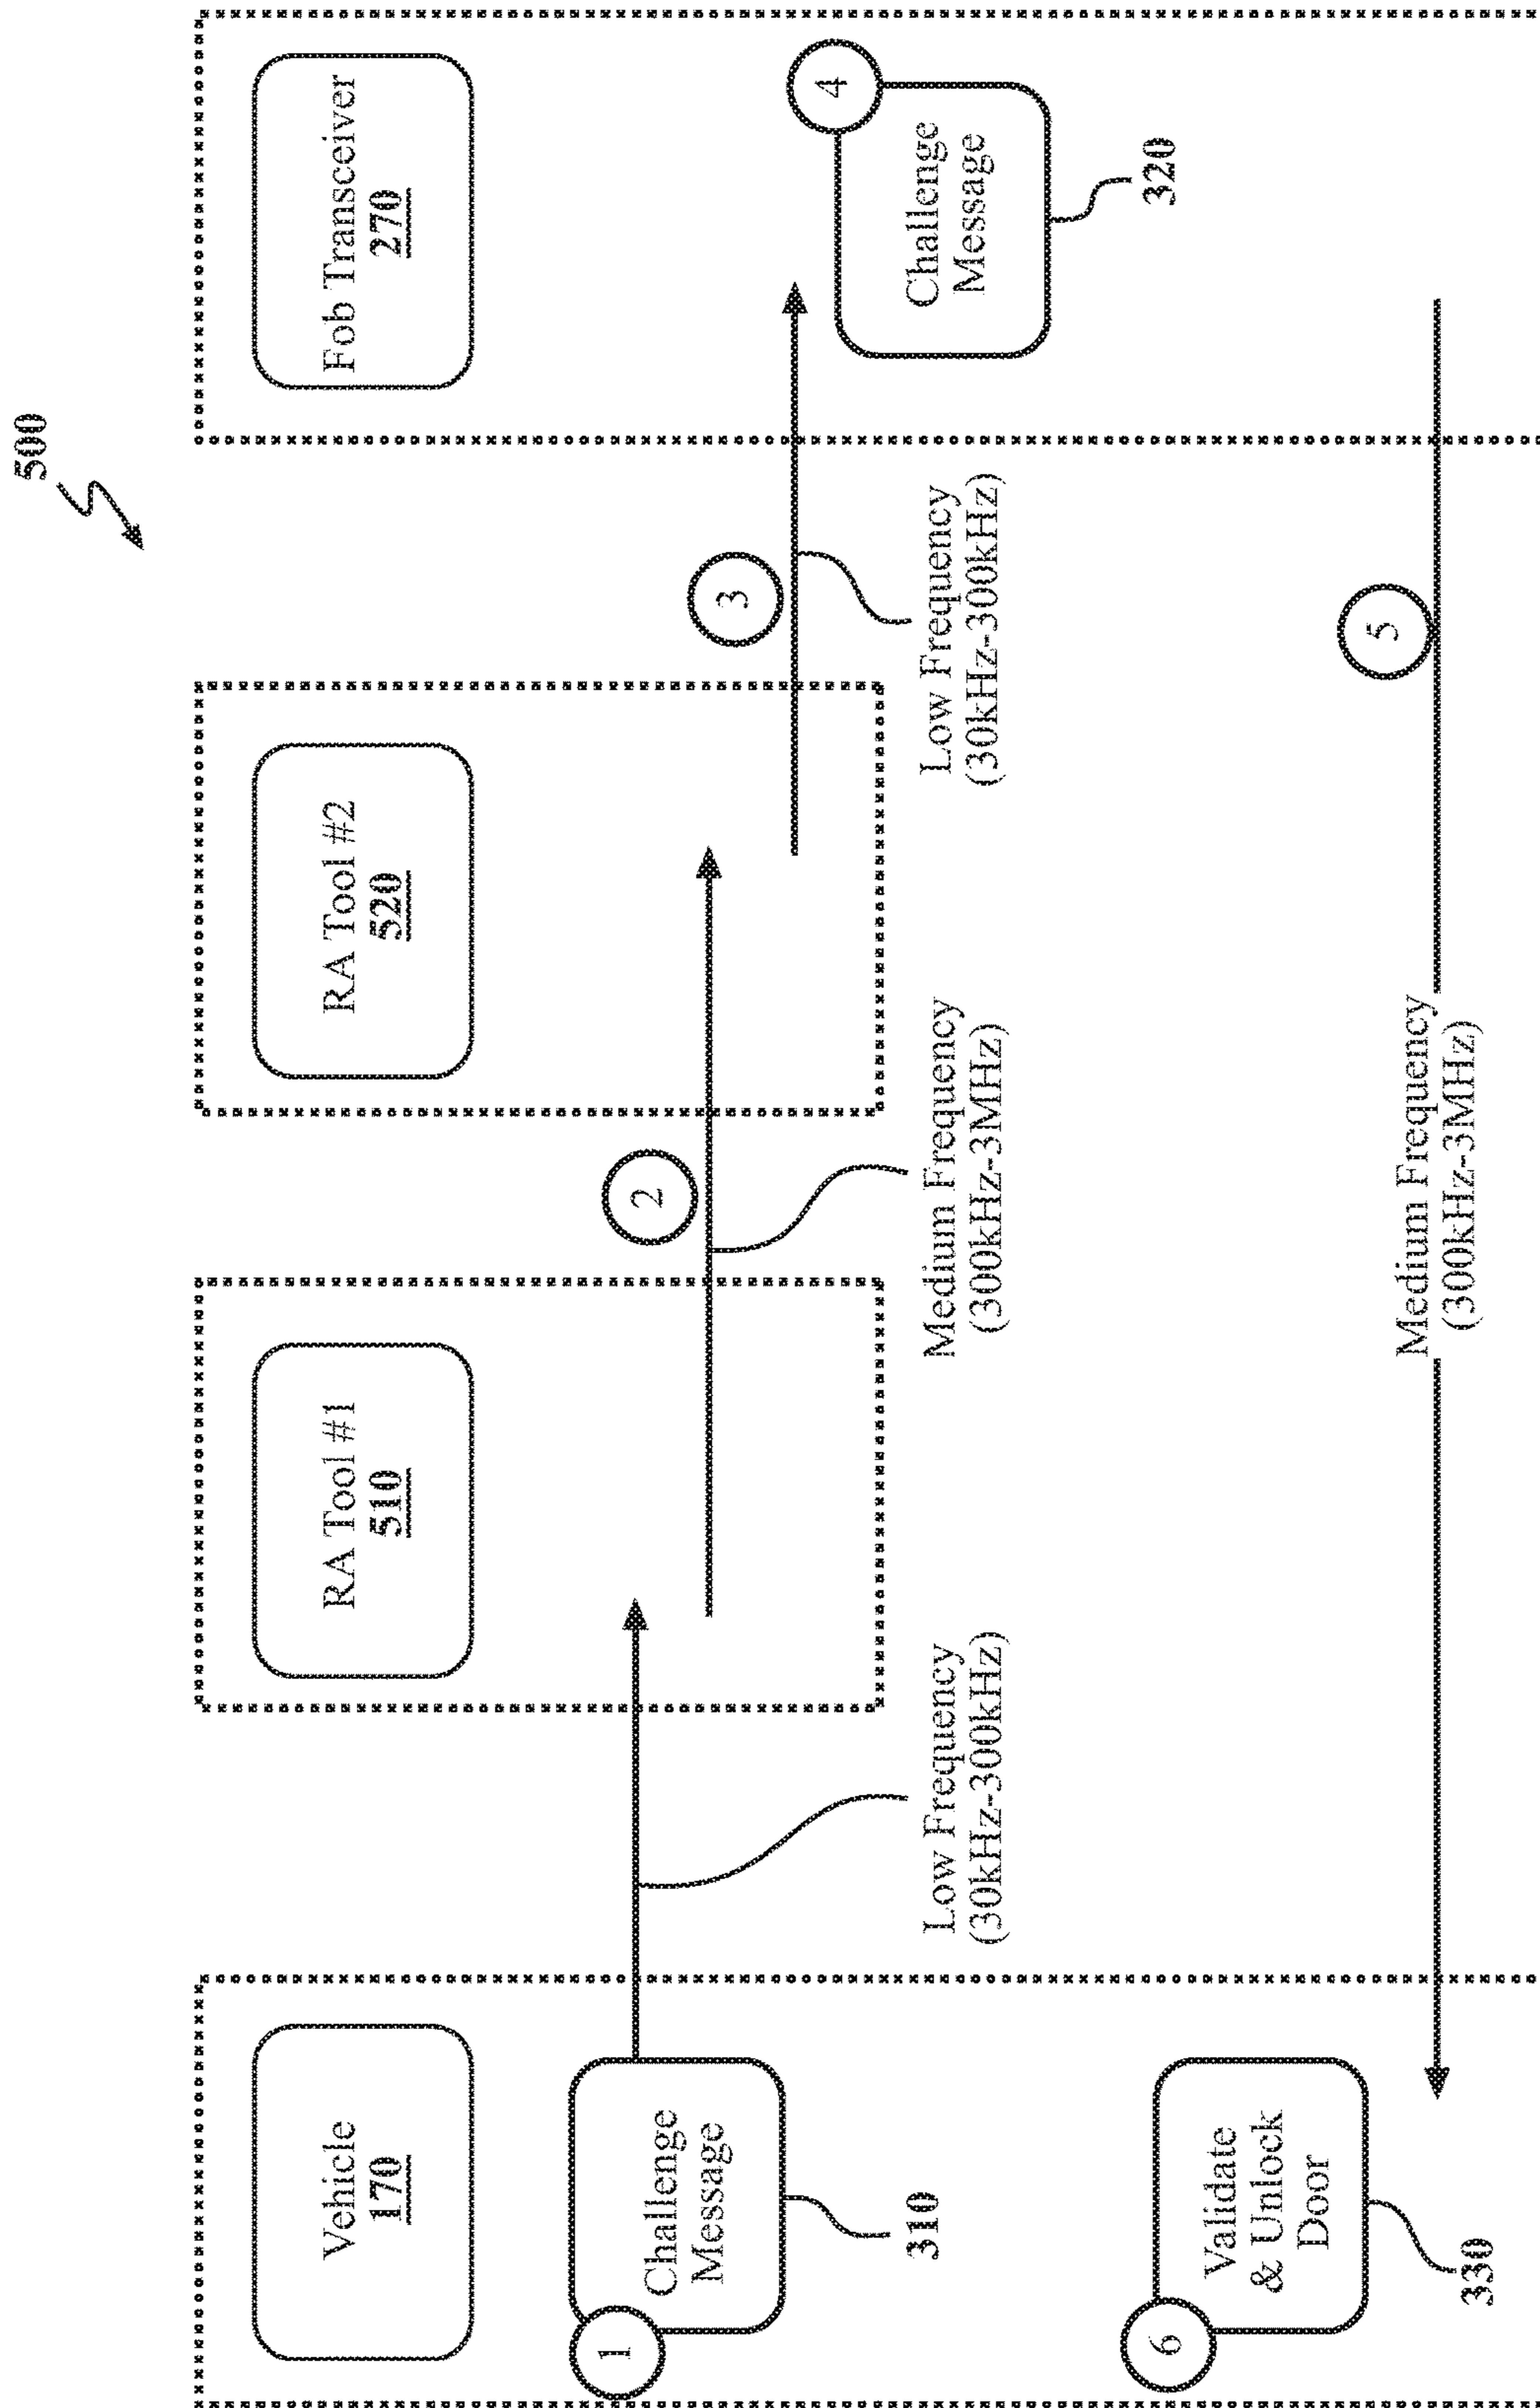 500
Vehicle
170
RA Tool #1
510
RA Tool #2
520
Fob Transceiver
270
1
Challenge
Message
310
Low Frequency
(30kHz-300kHz)
2
Medium Frequency
(300kHz-3MHz)
3
Low Frequency
(30kHz-300kHz)
4
Challenge
Message
320
5
Medium Frequency
(300kHz-3MHz)
6
Validate
& Unlock
Door
330